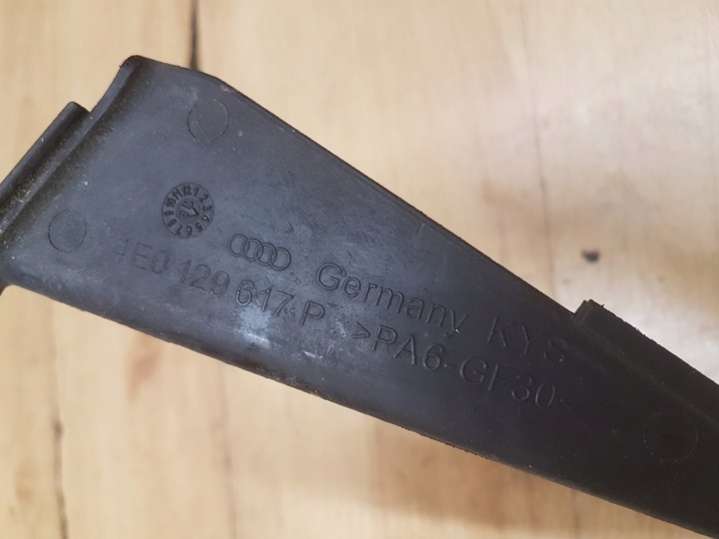 Germany KYS
4E0 129 617 P >PA6-GF30<